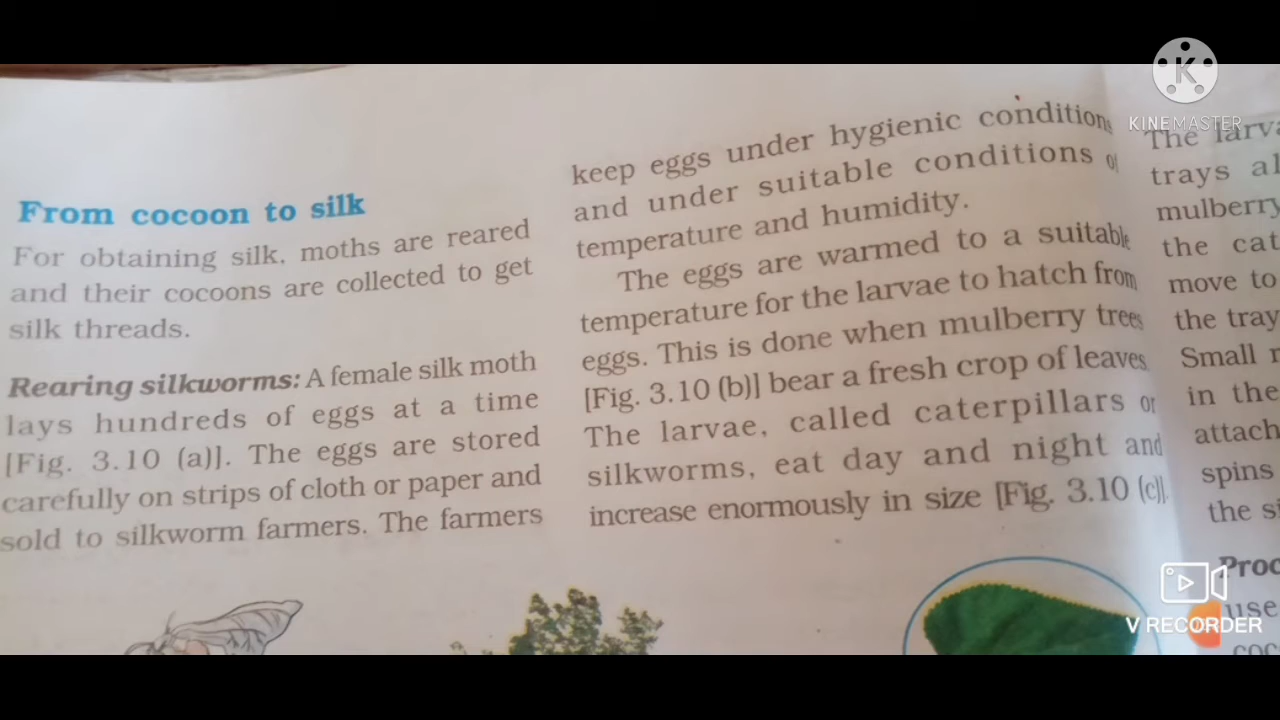 From cocoon to silk
For obtaining silk, moths are reared
and their cocoons are collected to get
silk threads.
Rearing silkworms: A female silk moth
lays hundreds of eggs at a time
[Fig. 3.10 (a)]. The eggs are stored
carefully on strips of cloth or paper and
sold to silkworm farmers. The farmers
keep eggs under hygienic conditions
and under suitable conditions of
temperature and humidity.
The eggs are warmed to a suitable
temperature for the larvae to hatch from
eggs. This is done when mulberry trees
[Fig. 3.10 (b)] bear a fresh crop of leaves.
The larvae, called caterpillars or
silkworms, eat day and night and
increase enormously in size [Fig. 3.10 (c)].
The
trays
mulberry
the
move to
the
Small
in the
attach
spins
the
use
K
KINEMASTER
V RECORDER